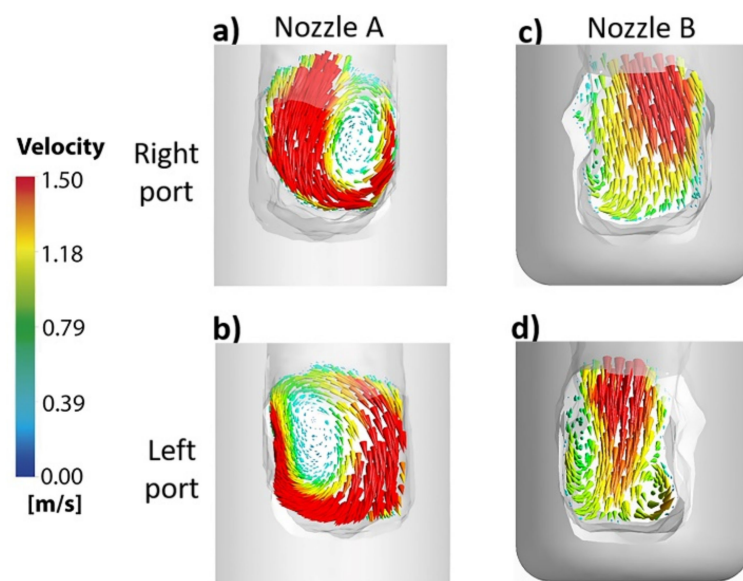 a) Nozzle A
c) Nozzle B
Velocity
1.50
1.18
0.79
0.39
0.00
[m/s]
Right
port
b)
d)
Left
port